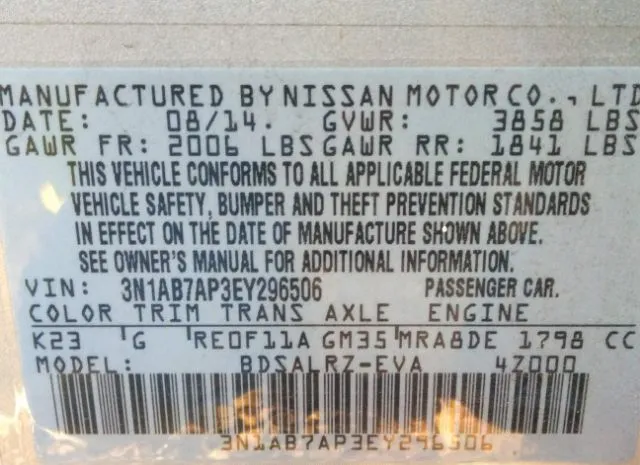 MANUFACTURED BY NISSAN MOTOR CO., LTD
DATE: 08/14. GVWR: 3858 LBS
GAWR FR: 2006 LBS GAWR RR: 1841 LBS
THIS VEHICLE CONFORMS TO ALL APPLICABLE FEDERAL MOTOR
VEHICLE SAFETY, BUMPER AND THEFT PREVENTION STANDARDS
IN EFFECT ON THE DATE OF MANUFACTURE SHOWN ABOVE.
SEE OWNER'S MANUAL FOR ADDITIONAL INFORMATION.
VIN: 3N1AB7AP3EY296506 PASSENGER CAR.
COLOR TRIM TRANS AXLE ENGINE
K23 G RE0F11A GM35 MRA8DE 1798 CC
MODEL: BDSALRZ-EVA 4Z000
3N1AB7AP3EY296506